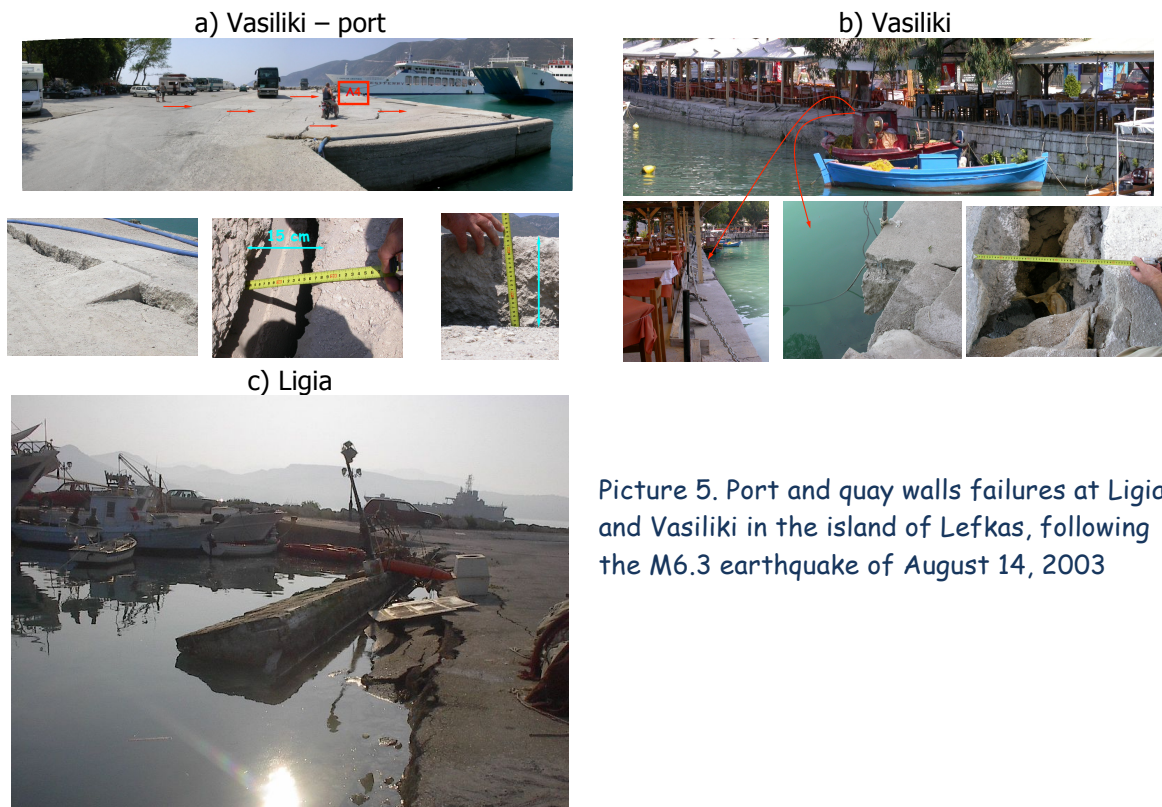 a) Vasiliki – port
b) Vasiliki
A4
15 cm
c) Ligia
Picture 5. Port and quay walls failures at Ligia
and Vasiliki in the island of Lefkas, following
the M6.3 earthquake of August 14, 2003